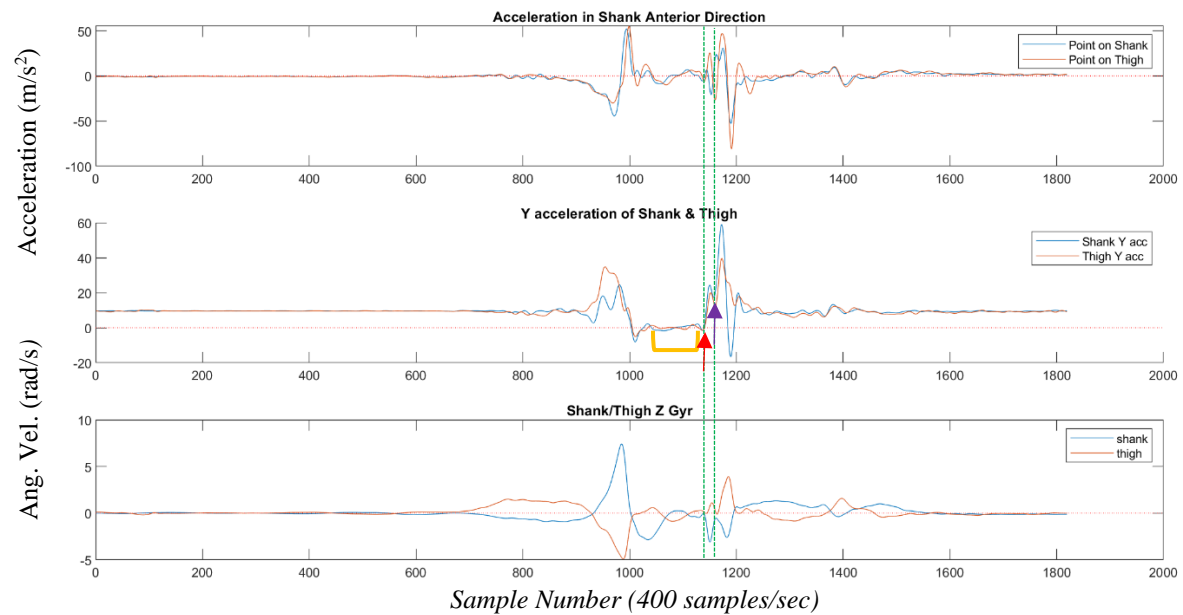 Acceleration in Shank Anterior Direction
50
0
-50
-100
Point on Shank
Point on Thigh
0 200 400 600 800 1000 1200 1400 1600 1800 2000
Acceleration (m/s²)
Y acceleration of Shank & Thigh
60
40
20
0
-20
Shank Y acc
Thigh Y acc
0 200 400 600 800 1000 1200 1400 1600 1800 2000
Ang. Vel. (rad/s)
Shank/Thigh Z Gyr
10
5
0
-5
shank
thigh
0 200 400 600 800 1000 1200 1400 1600 1800 2000
Sample Number (400 samples/sec)